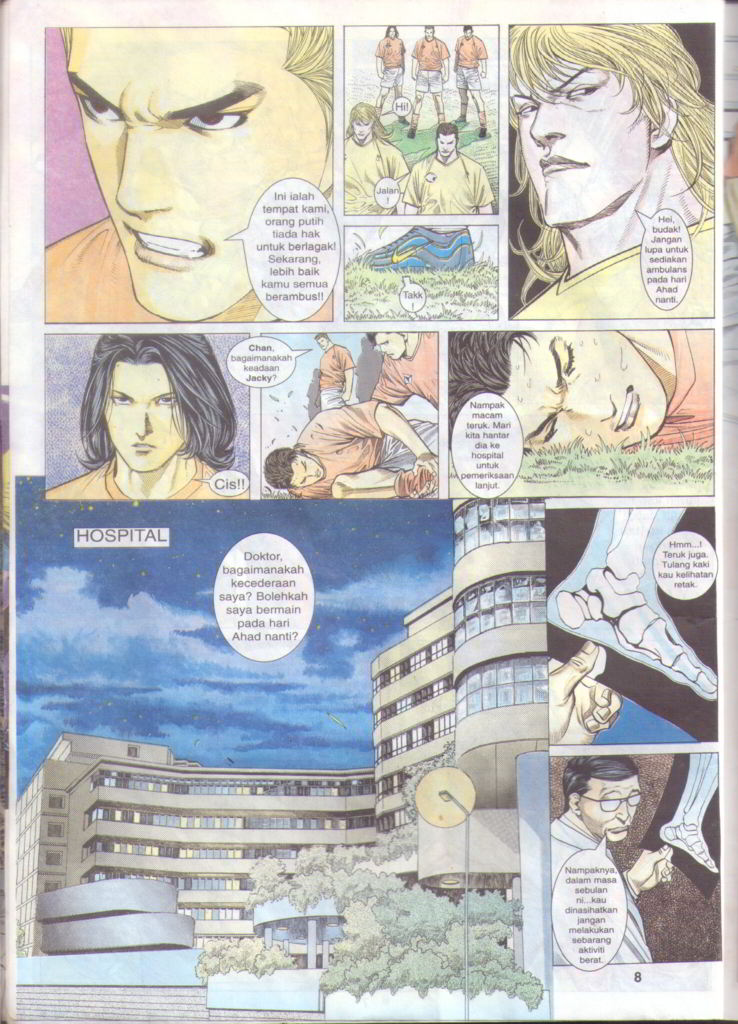 Ini ialah
tempat kami,
orang putih
tiada hak
untuk berlagak!
Sekarang,
lebih baik
kamu semua
berambus!!
Hi!
Jalan
!
Takk
!
Hei,
budak!
Jangan
lupa untuk
sediakan
ambulans
pada hari
Ahad
nanti.
Cis!!
Chan,
bagaimanakah
keadaan
Jacky?
Nampak
macam
teruk. Mari
kita hantar
dia ke
hospital
untuk
pemeriksaan
lanjut.
HOSPITAL
Doktor,
bagaimanakah
kecederaan
saya? Bolehkah
saya bermain
pada hari
Ahad nanti?
Hmm...!
Teruk juga.
Tulang kaki
kau kelihatan
retak.
Nampaknya,
dalam masa
sebulan
ni...kau
dinasihatkan
jangan
melakukan
sebarang
aktiviti
berat.
8